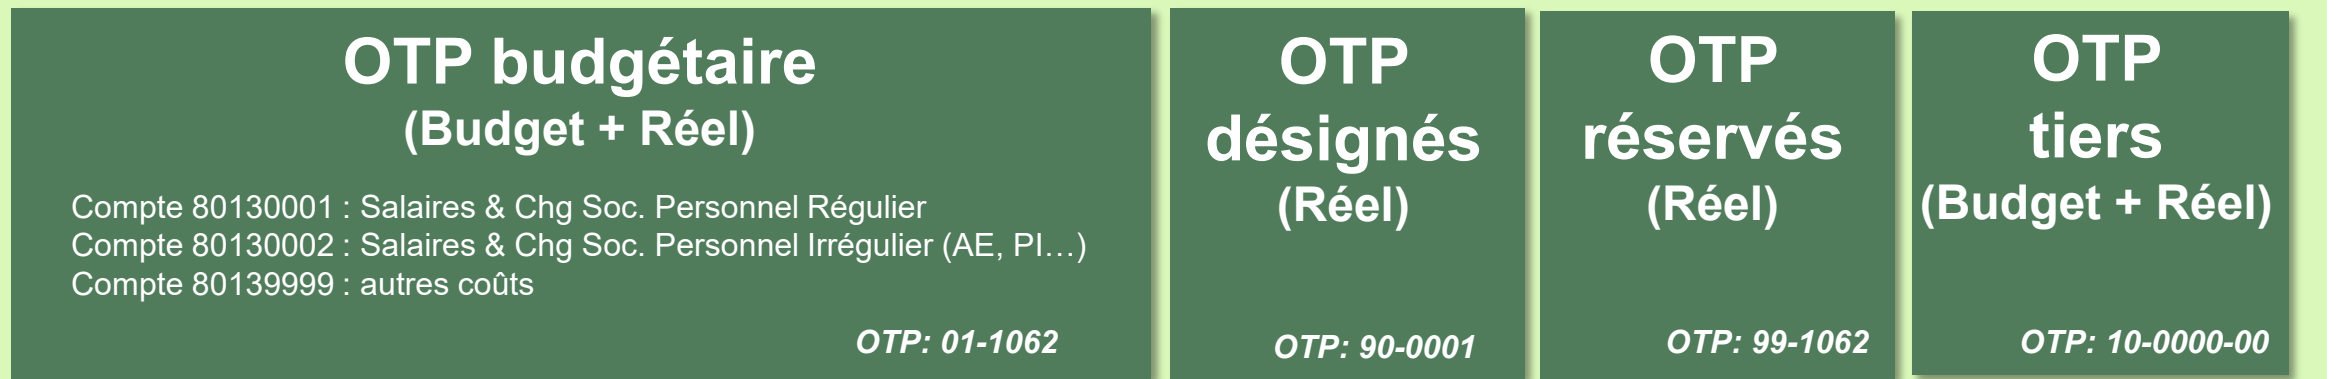 OTP budgétaire
(Budget + Réel)
Compte 80130001 : Salaires & Chg Soc. Personnel Régulier
Compte 80130002 : Salaires & Chg Soc. Personnel Irrégulier (AE, PI…)
Compte 80139999 : autres coûts
OTP: 01-1062
OTP
désignés
(Réel)
OTP: 90-0001
OTP
réservés
(Réel)
OTP: 99-1062
OTP
tiers
(Budget + Réel)
OTP: 10-0000-00